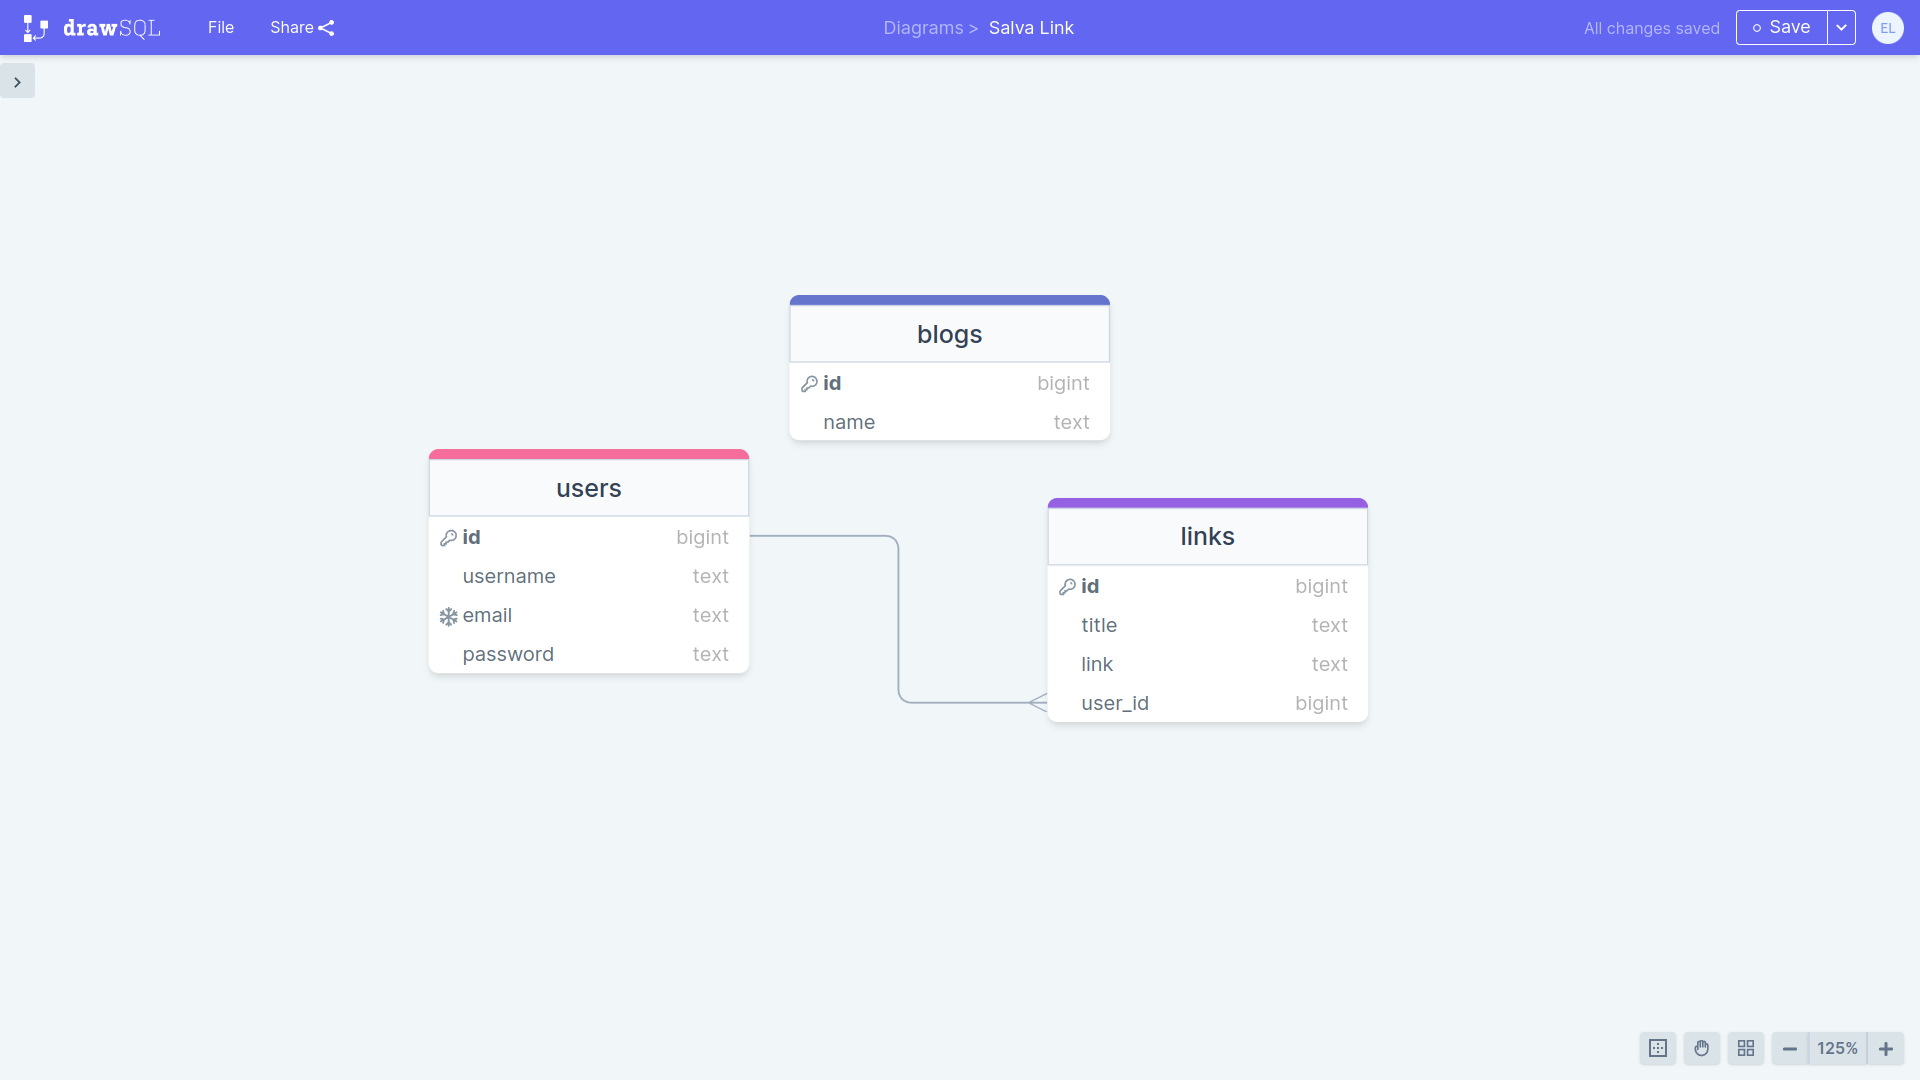 drawSQL File Share Diagrams > Salva Link All changes saved Save EL
blogs
id bigint
name text
users
id bigint
username text
email text
password text
links
id bigint
title text
link text
user_id bigint
125%